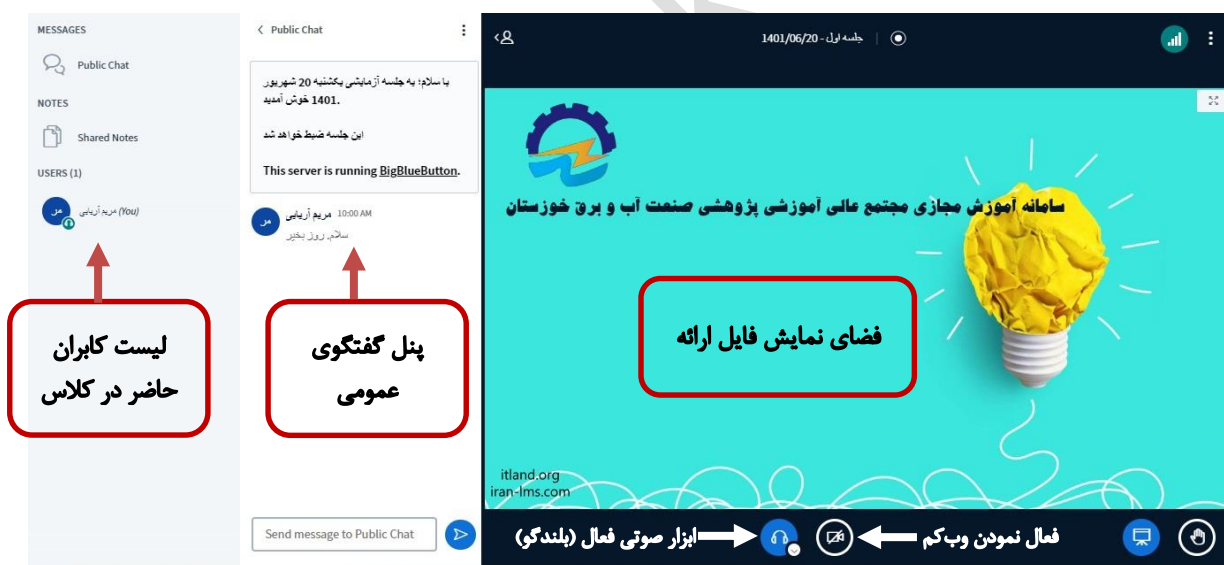 MESSAGES
Public Chat
NOTES
Shared Notes
USERS (1)
مریم آریایی (You)
مر
لیست کابران
حاضر در کلاس
Public Chat
با سلام؛ به جلسه آزمایشی یکشنبه 20 شهریور
1401 خوش آمدید.
این جلسه ضبط خواهد شد
This server is running BigBlueButton.
مر
مریم آریایی 10:00 AM
سلام، روز بخیر
پنل گفتگوی
عمومی
Send message to Public Chat
جلسه اول - 1401/06/20
سامانه آموزش مجازی مجتمع عالی آموزشی پژوهشی صنعت آب و برق خوزستان
فضای نمایش فایل ارائه
itland.org
iran-lms.com
ابزار صوتی فعال (بلندگو)
فعال نمودن وب‌کم